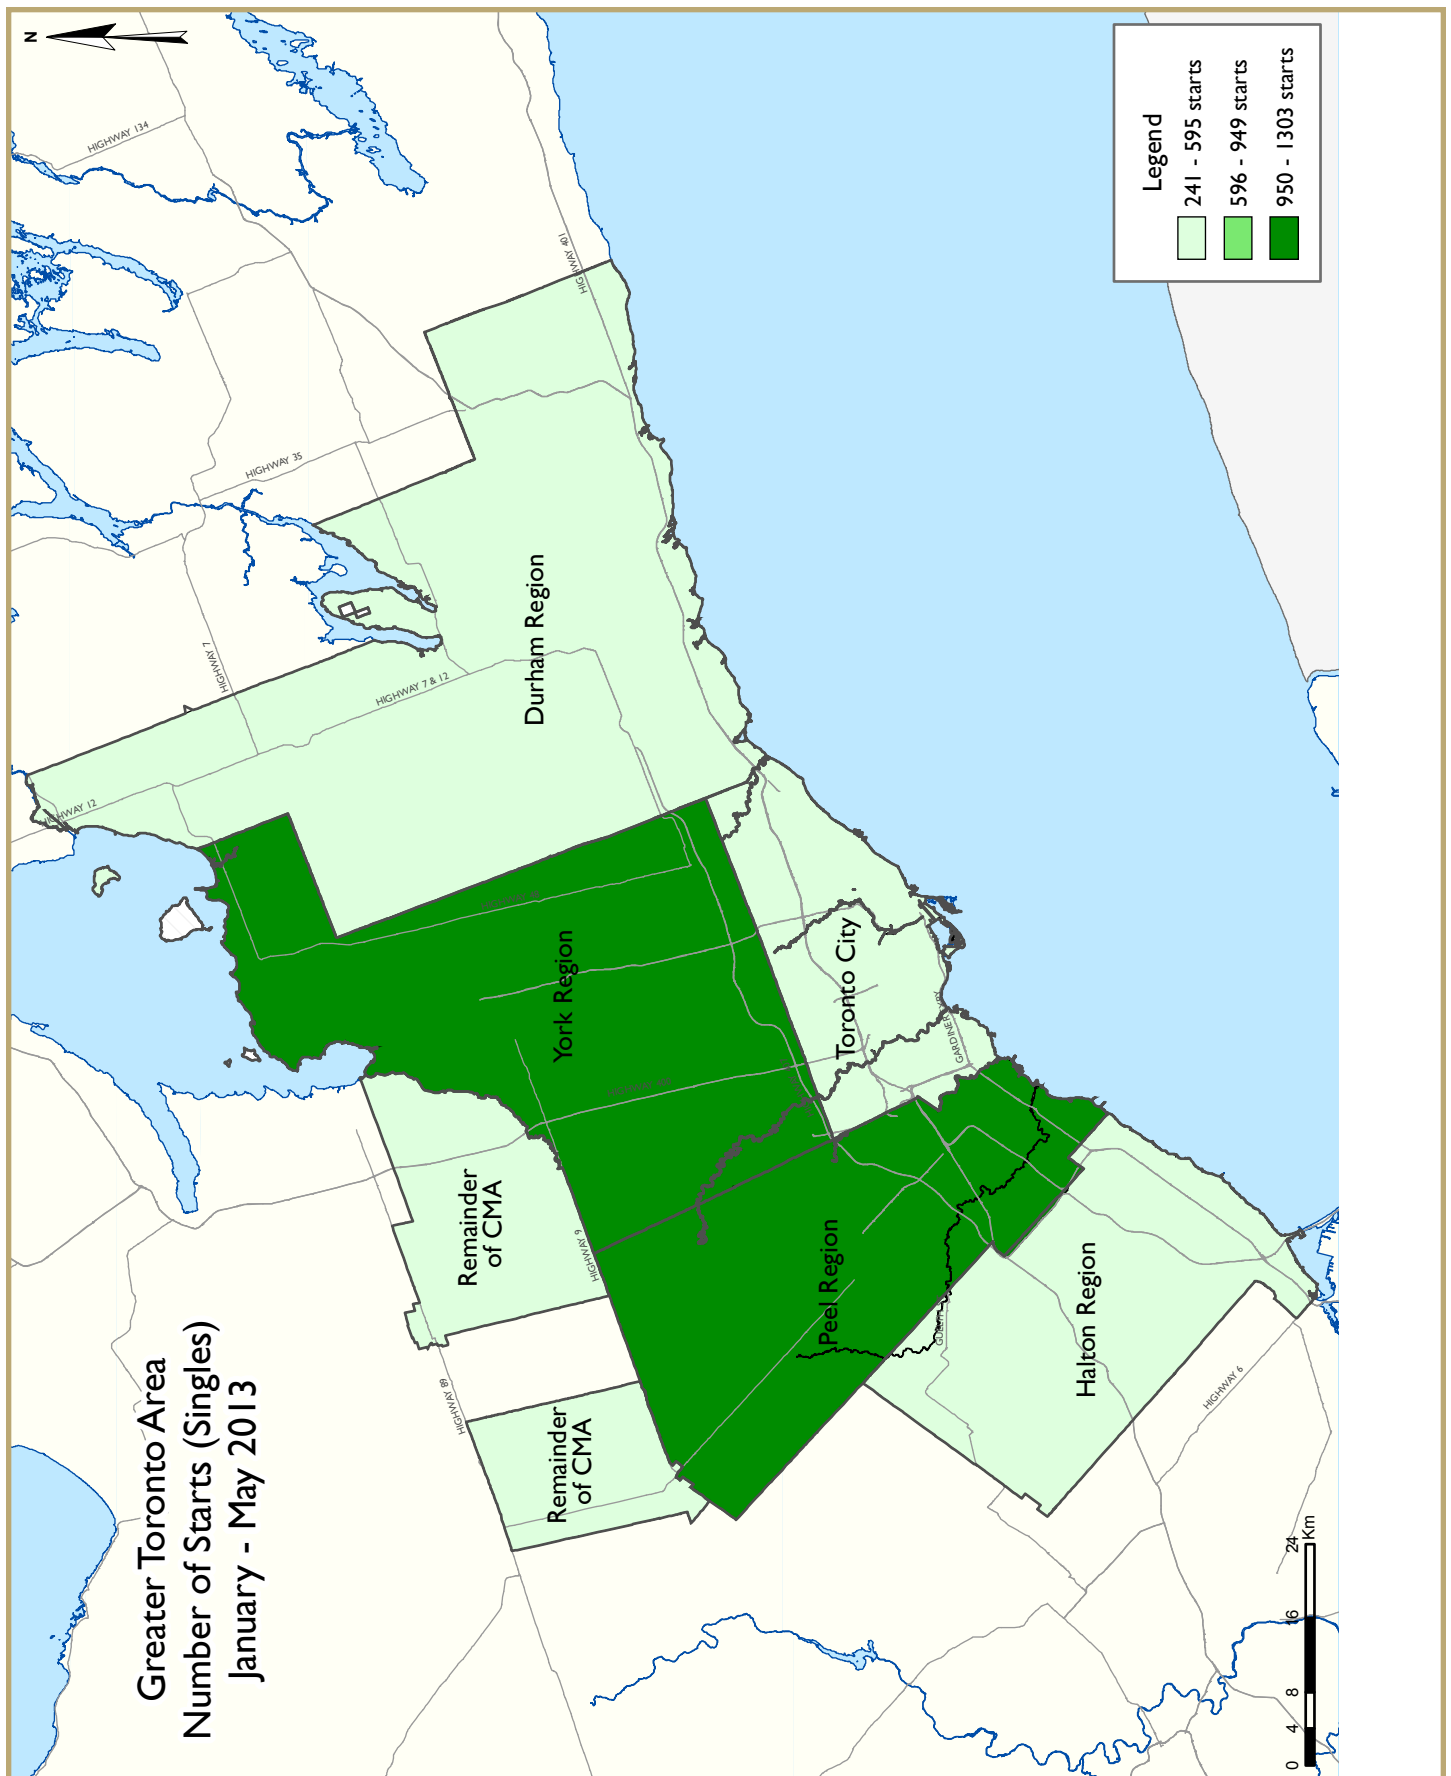 Greater Toronto Area
Number of Starts (Singles)
January - May 2013
N
HIGHWAY 134
HIGHWAY 401
HIGHWAY 35
HIGHWAY 7
HIGHWAY 7 & 12
HIGHWAY 12
Durham Region
York Region
Toronto City
GARDINER
Remainder
of CMA
HIGHWAY 9
Remainder
of CMA
HIGHWAY 89
Peel Region
Halton Region
HIGHWAY 6
Legend
241 - 595 starts
596 - 949 starts
950 - 1303 starts
0 4 8 16 24
Km